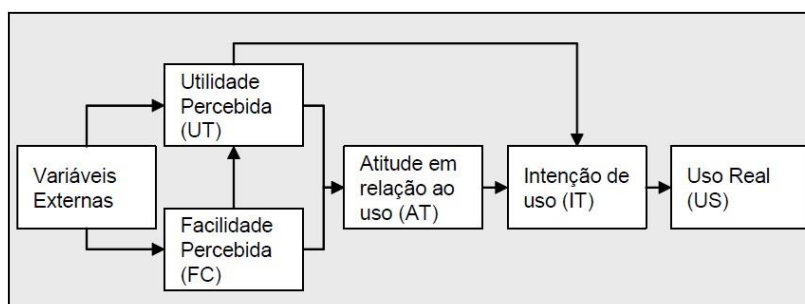 Utilidade
Percebida
(UT)
Variáveis
Externas
Facilidade
Percebida
(FC)
Atitude em
relação ao
uso (AT)
Intenção de
uso (IT)
Uso Real
(US)